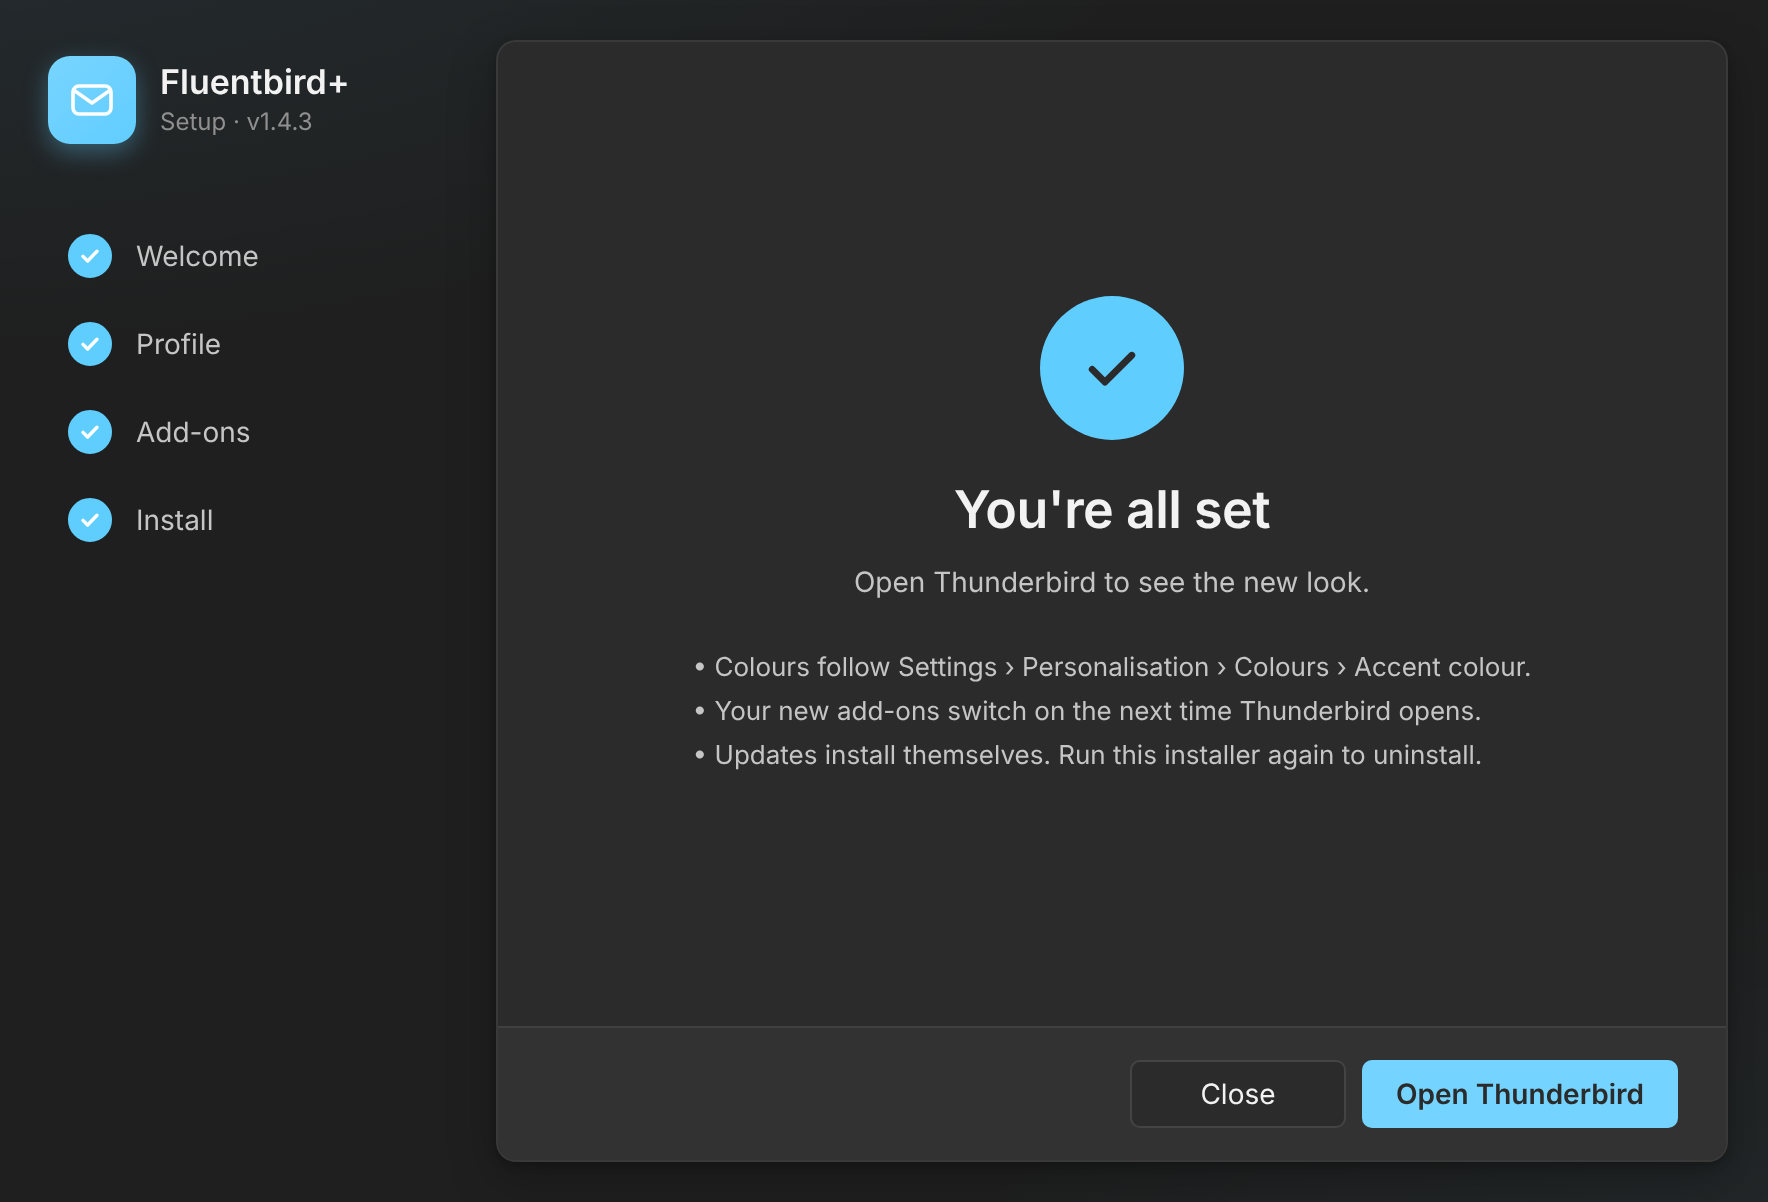 Fluentbird+
Setup · v1.4.3
Welcome
Profile
Add-ons
Install
You're all set
Open Thunderbird to see the new look.
• Colours follow Settings › Personalisation › Colours › Accent colour.
• Your new add-ons switch on the next time Thunderbird opens.
• Updates install themselves. Run this installer again to uninstall.
Close
Open Thunderbird